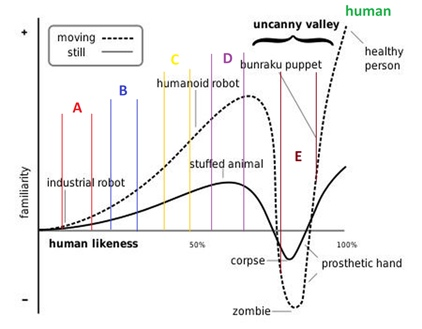 human
+
uncanny valley
moving
still
healthy
person
C
D
bunraku puppet
humanoid robot
B
A
E
stuffed animal
industrial robot
familiarity
human likeness
50%
100%
corpse
prosthetic hand
−
zombie